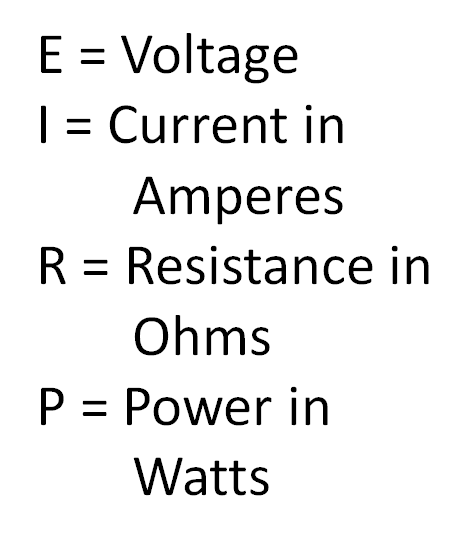 E = Voltage
I = Current in
Amperes
R = Resistance in
Ohms
P = Power in
Watts